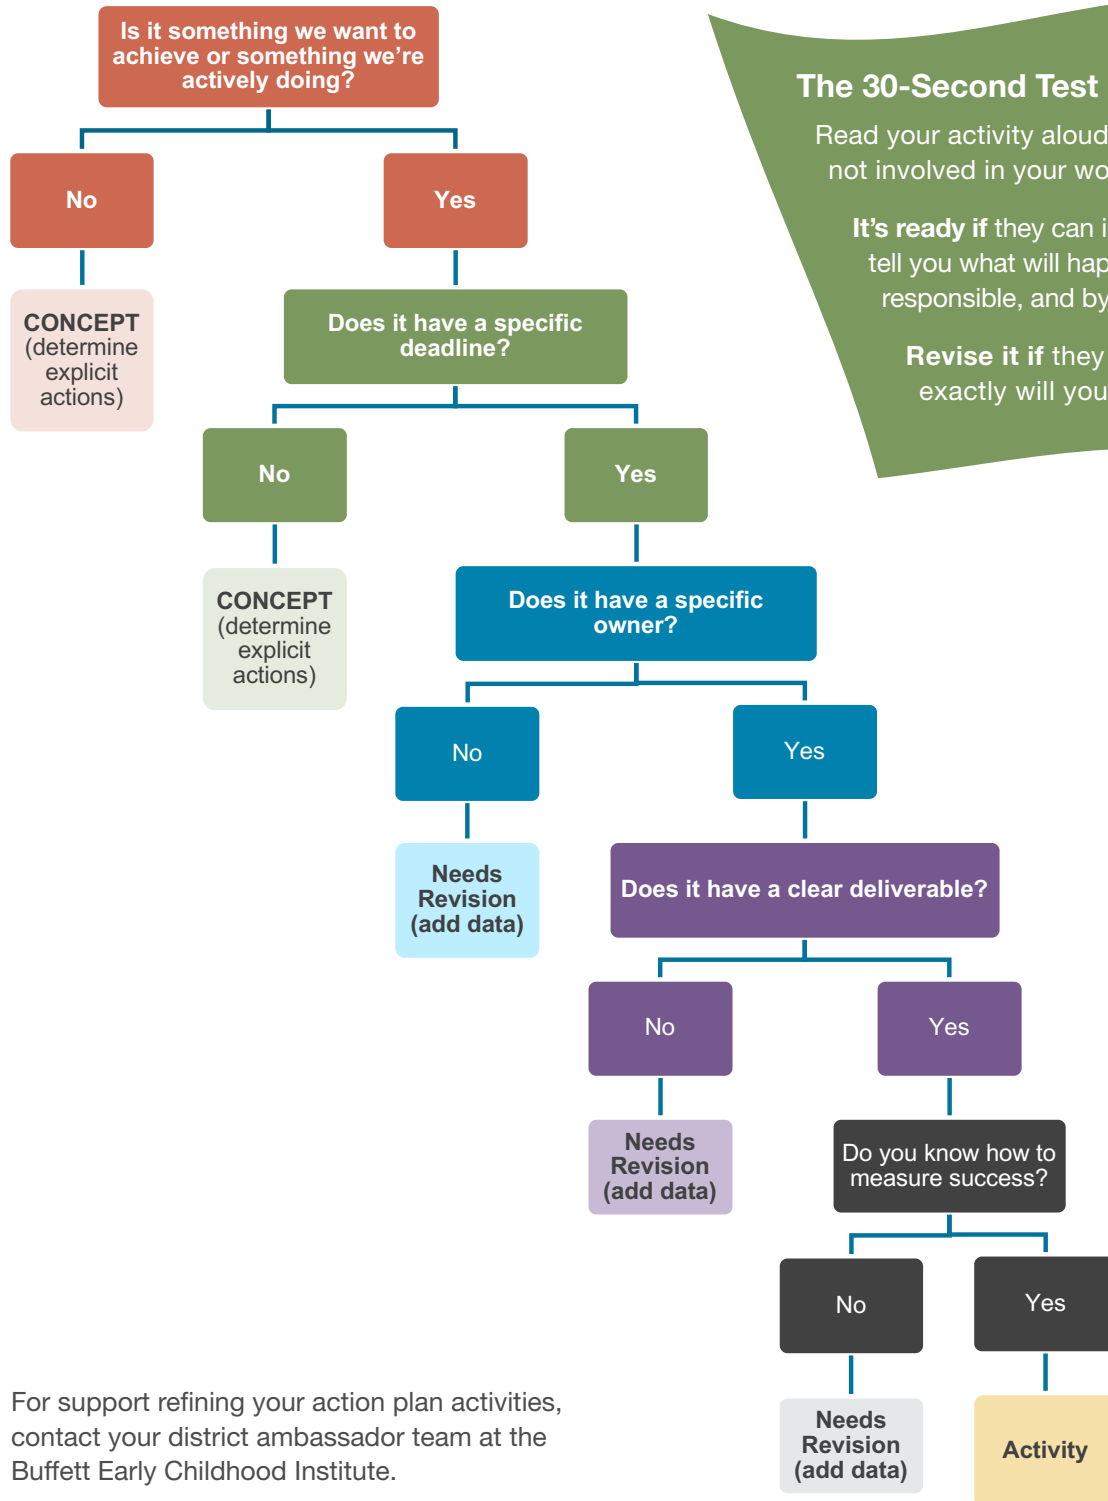 Is it something we want to
achieve or something we're
actively doing?
The 30-Second Test
Read your activity aloud
not involved in your wo
It's ready if they can i
tell you what will hap
responsible, and by
Revise it if they
exactly will you
No
Yes
CONCEPT
(determine
explicit
actions)
Does it have a specific
deadline?
No
Yes
CONCEPT
(determine
explicit
actions)
Does it have a specific
owner?
No
Yes
Needs
Revision
(add data)
Does it have a clear deliverable?
No
Yes
Needs
Revision
(add data)
Do you know how to
measure success?
No
Yes
Needs
Revision
(add data)
Activity
For support refining your action plan activities,
contact your district ambassador team at the
Buffett Early Childhood Institute.